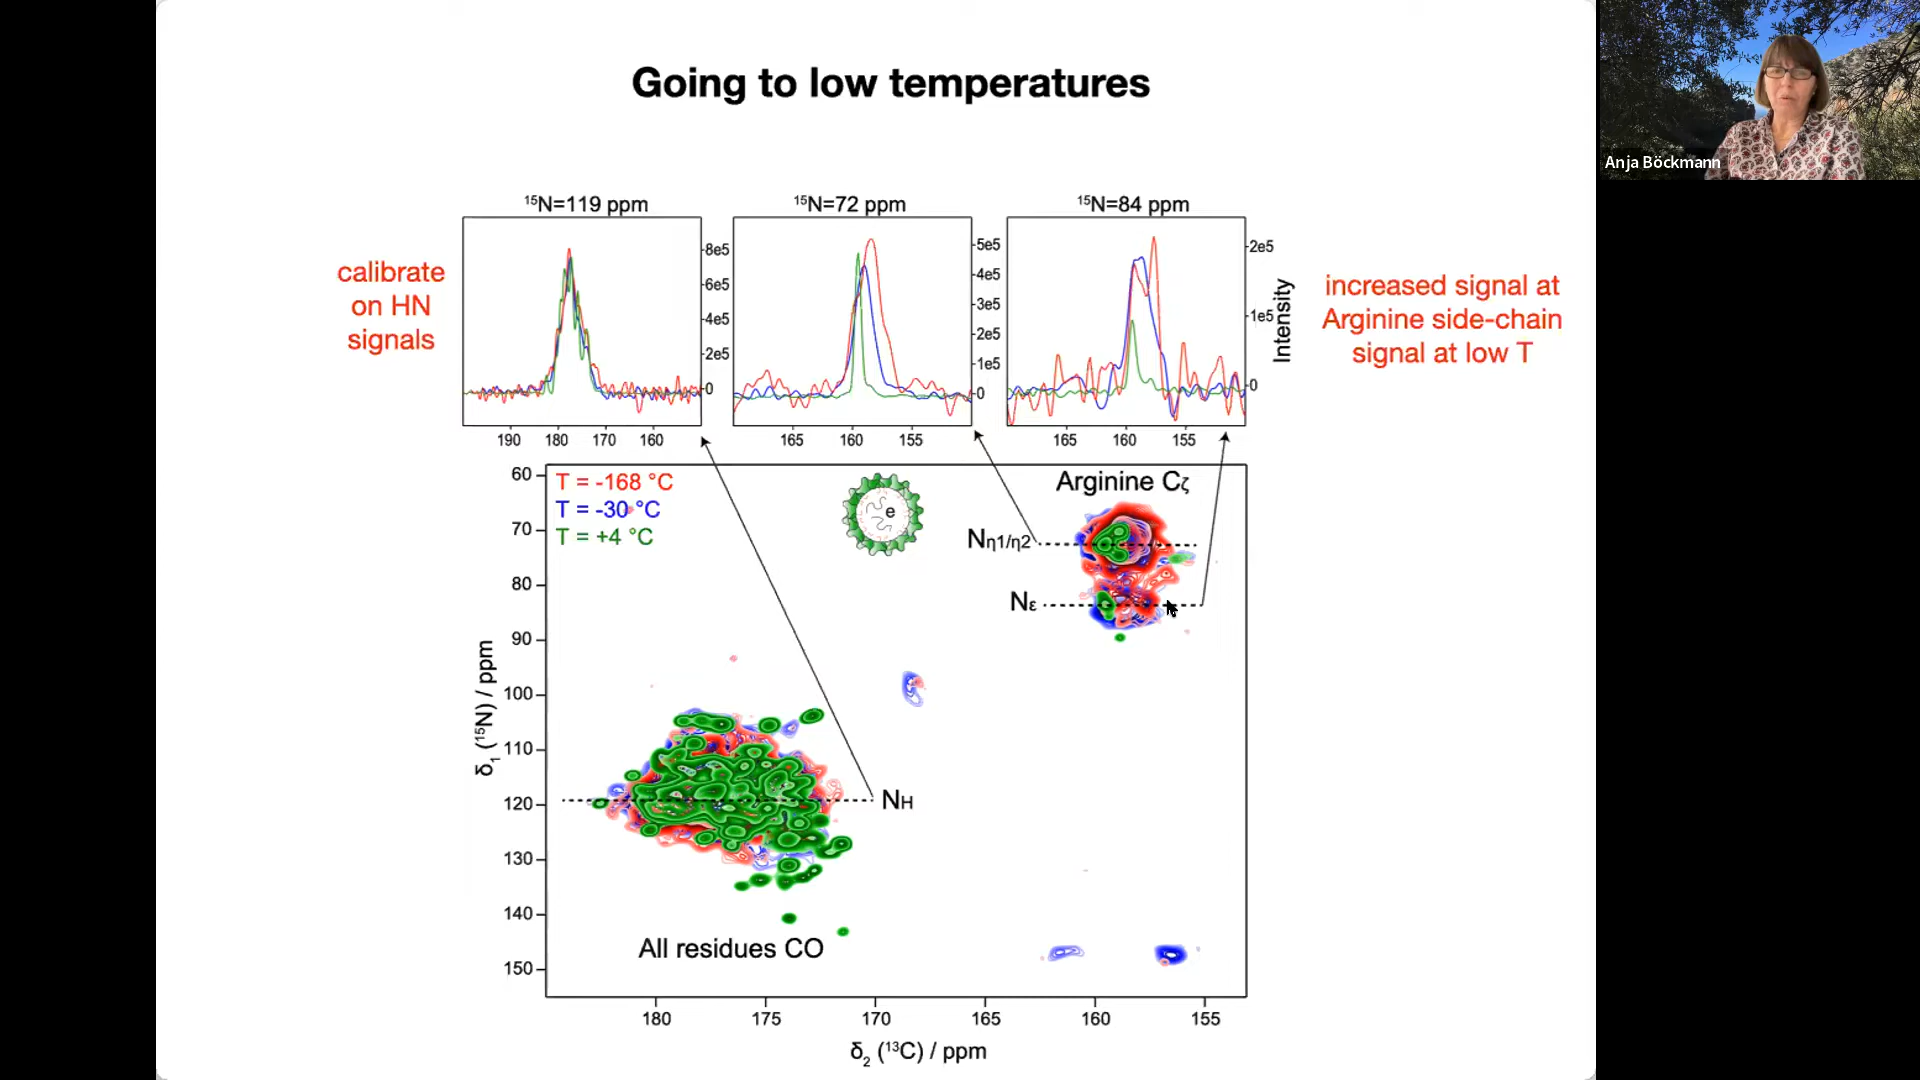 Going to low temperatures
Anja Böckmann
¹⁵N=119 ppm
¹⁵N=72 ppm
¹⁵N=84 ppm
calibrate
on HN
signals
8e5
6e5
4e5
2e5
0
190 180 170 160
5e5
4e5
3e5
2e5
1e5
0
165 160 155
2e5
1e5
0
165 160 155
Intensity
increased signal at
Arginine side-chain
signal at low T
T = -168 °C
T = -30 °C
T = +4 °C
e
Arginine Cζ
Nη1/η2
Nε
NH
All residues CO
60
70
80
90
100
110
120
130
140
150
δ₁ (¹⁵N) / ppm
180 175 170 165 160 155
δ₂ (¹³C) / ppm